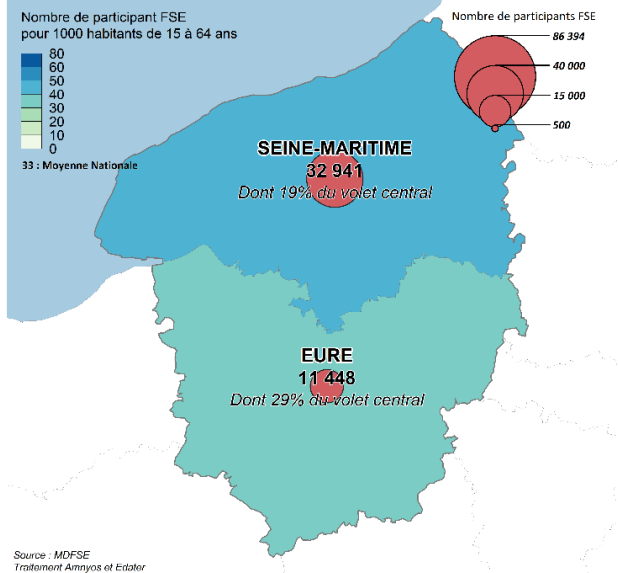 Nombre de participant FSE
pour 1000 habitants de 15 à 64 ans
80
70
60
50
40
30
20
10
0
33 : Moyenne Nationale
Nombre de participants FSE
86 394
40 000
15 000
500
SEINE-MARITIME
32 941
Dont 19% du volet central
EURE
11 448
Dont 29% du volet central
Source : MDFSE
Traitement Amnyos et Edater